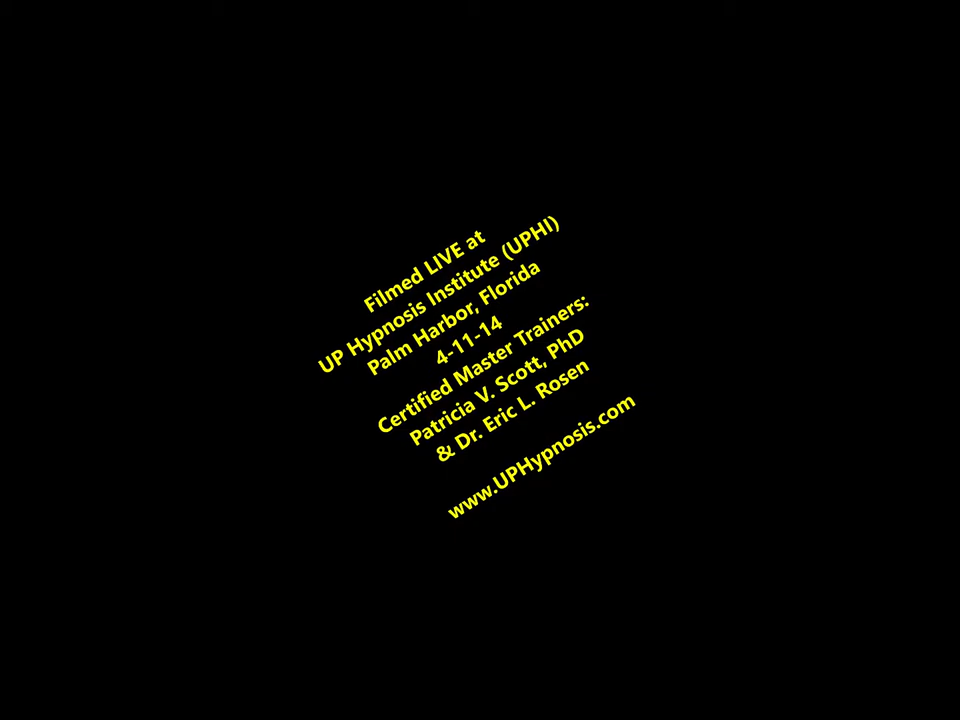 Filmed LIVE at
UP Hypnosis Institute (UPHI)
Palm Harbor, Florida
4-11-14
Certified Master Trainers:
Patricia V. Scott, PhD
& Dr. Eric L. Rosen
www.UPHypnosis.com